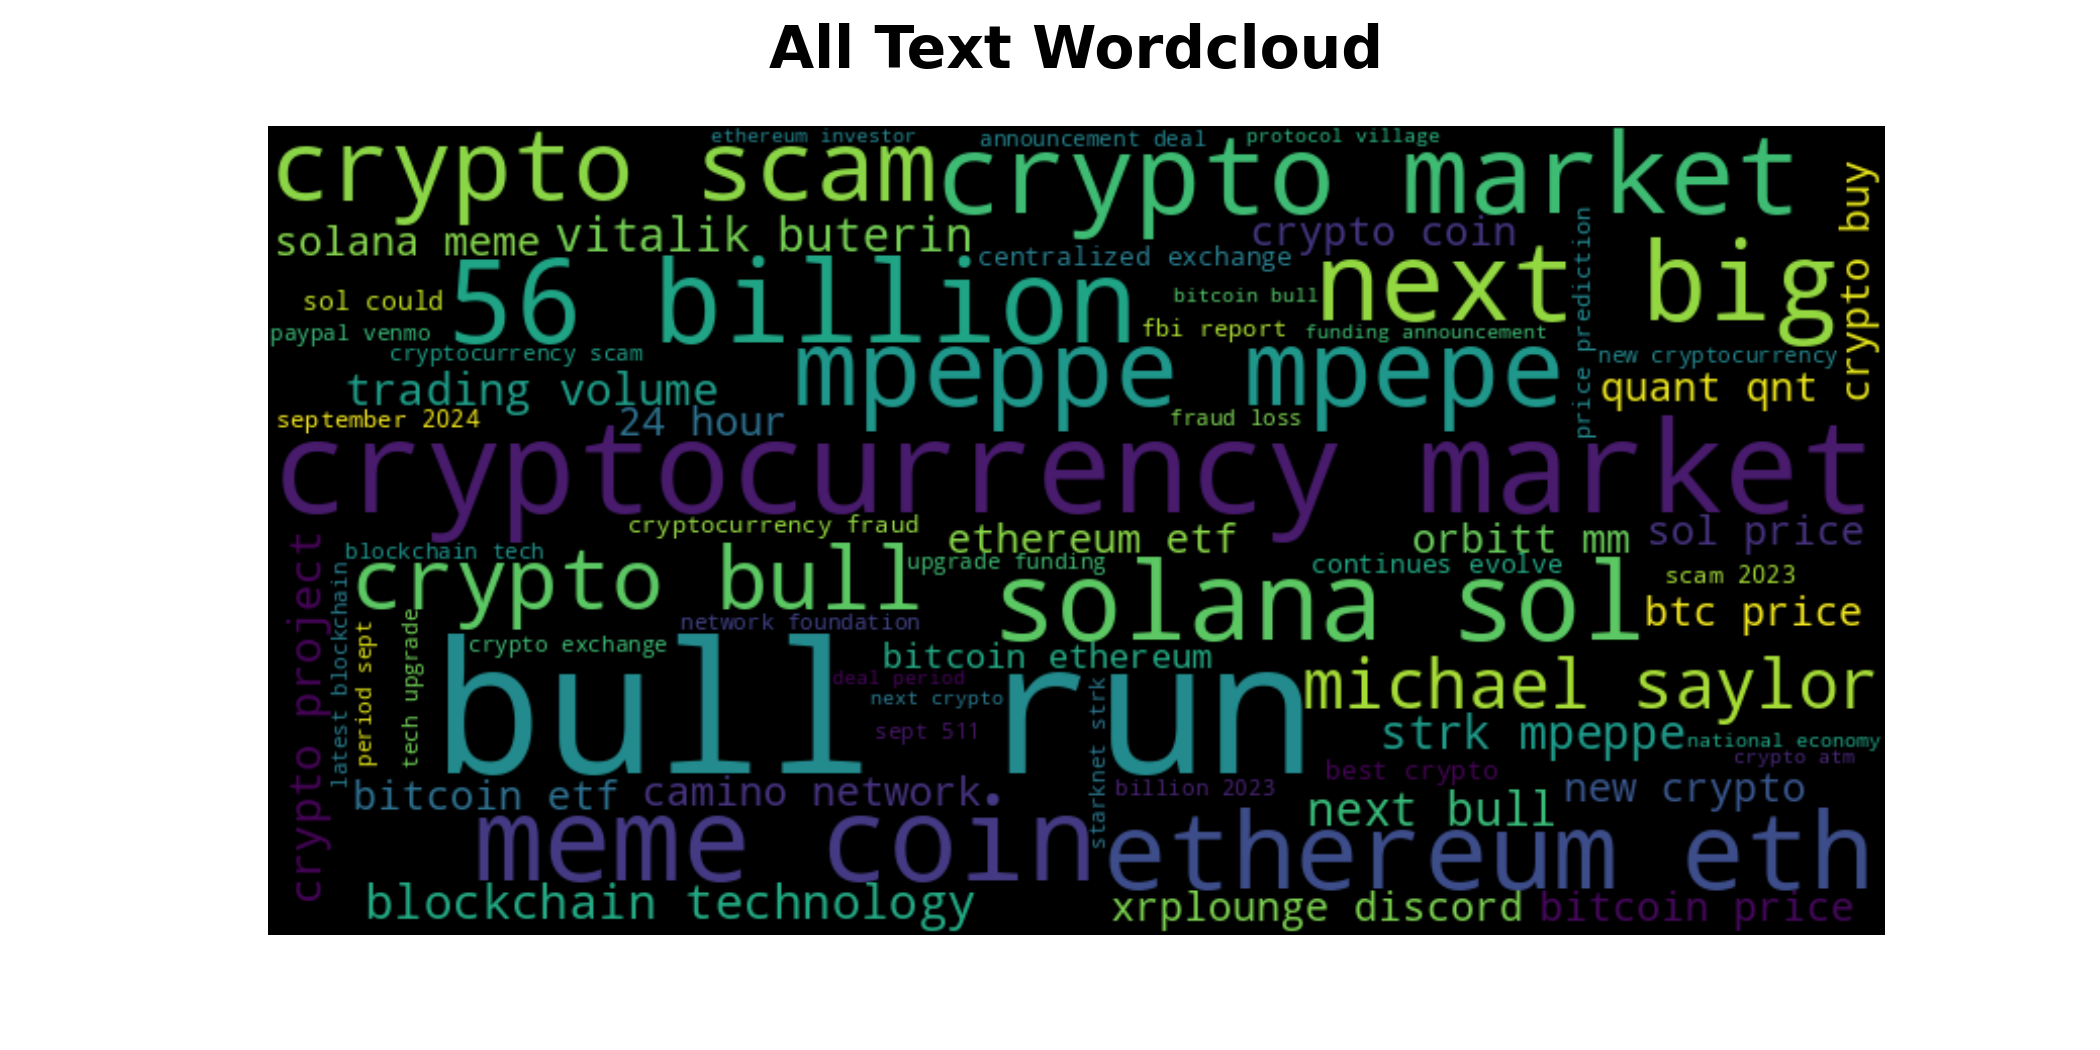 All Text Wordcloud
ethereum investor
announcement deal
protocol village
crypto scam
crypto market
crypto buy
solana meme
vitalik buterin
crypto coin
price prediction
centralized exchange
56 billion
next big
sol could
bitcoin bull
paypal venmo
fbi report
funding announcement
cryptocurrency scam
mpeppe mpepe
new cryptocurrency
trading volume
quant qnt
september 2024
24 hour
fraud loss
cryptocurrency market
cryptocurrency fraud
ethereum etf
orbitt mm
sol price
crypto project
blockchain tech
latest blockchain
crypto bull
upgrade funding
continues evolve
solana sol
scam 2023
btc price
period sept
tech upgrade
network foundation
crypto exchange
bull run
bitcoin ethereum
deal period
michael saylor
next crypto
starknet strk
sept 511
strk mpeppe
national economy
crypto atm
best crypto
bitcoin etf
camino network.
billion 2023
new crypto
next bull
meme coin
ethereum eth
blockchain technology
xrplounge discord
bitcoin price